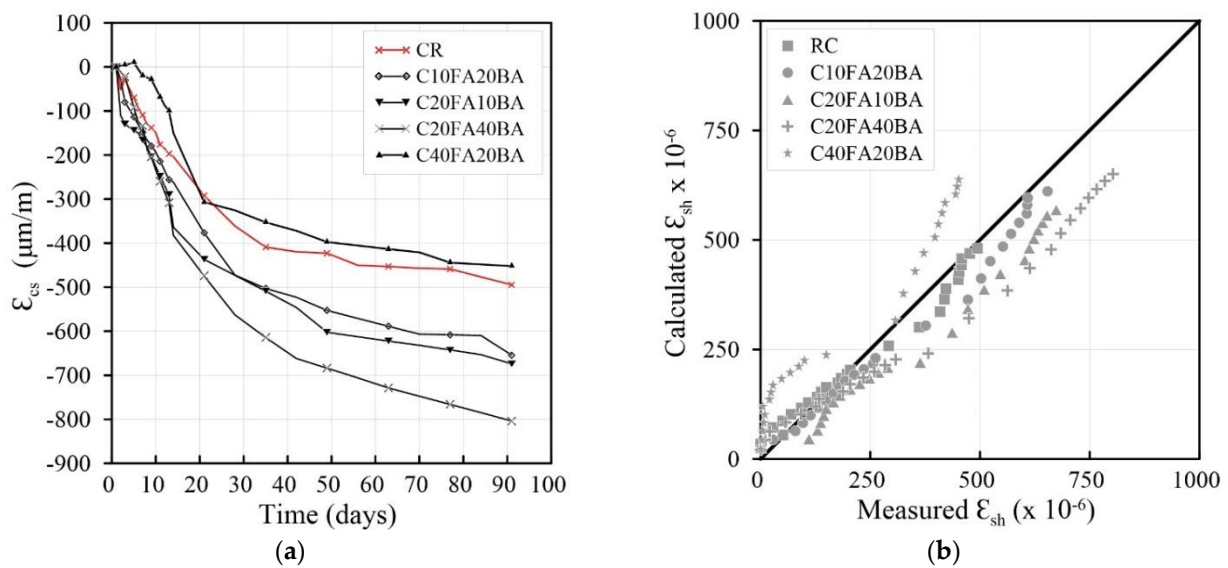 0
-100
-200
-300
-400
-500
-600
-700
-800
-900
Ɛcs (µm/m)
CR
C10FA20BA
C20FA10BA
C20FA40BA
C40FA20BA
0 10 20 30 40 50 60 70 80 90 100
Time (days)
(a)
1000
750
500
250
0
Calculated Ɛsh x 10-6
RC
C10FA20BA
C20FA10BA
C20FA40BA
C40FA20BA
0 250 500 750 1000
Measured Ɛsh (x 10-6)
(b)